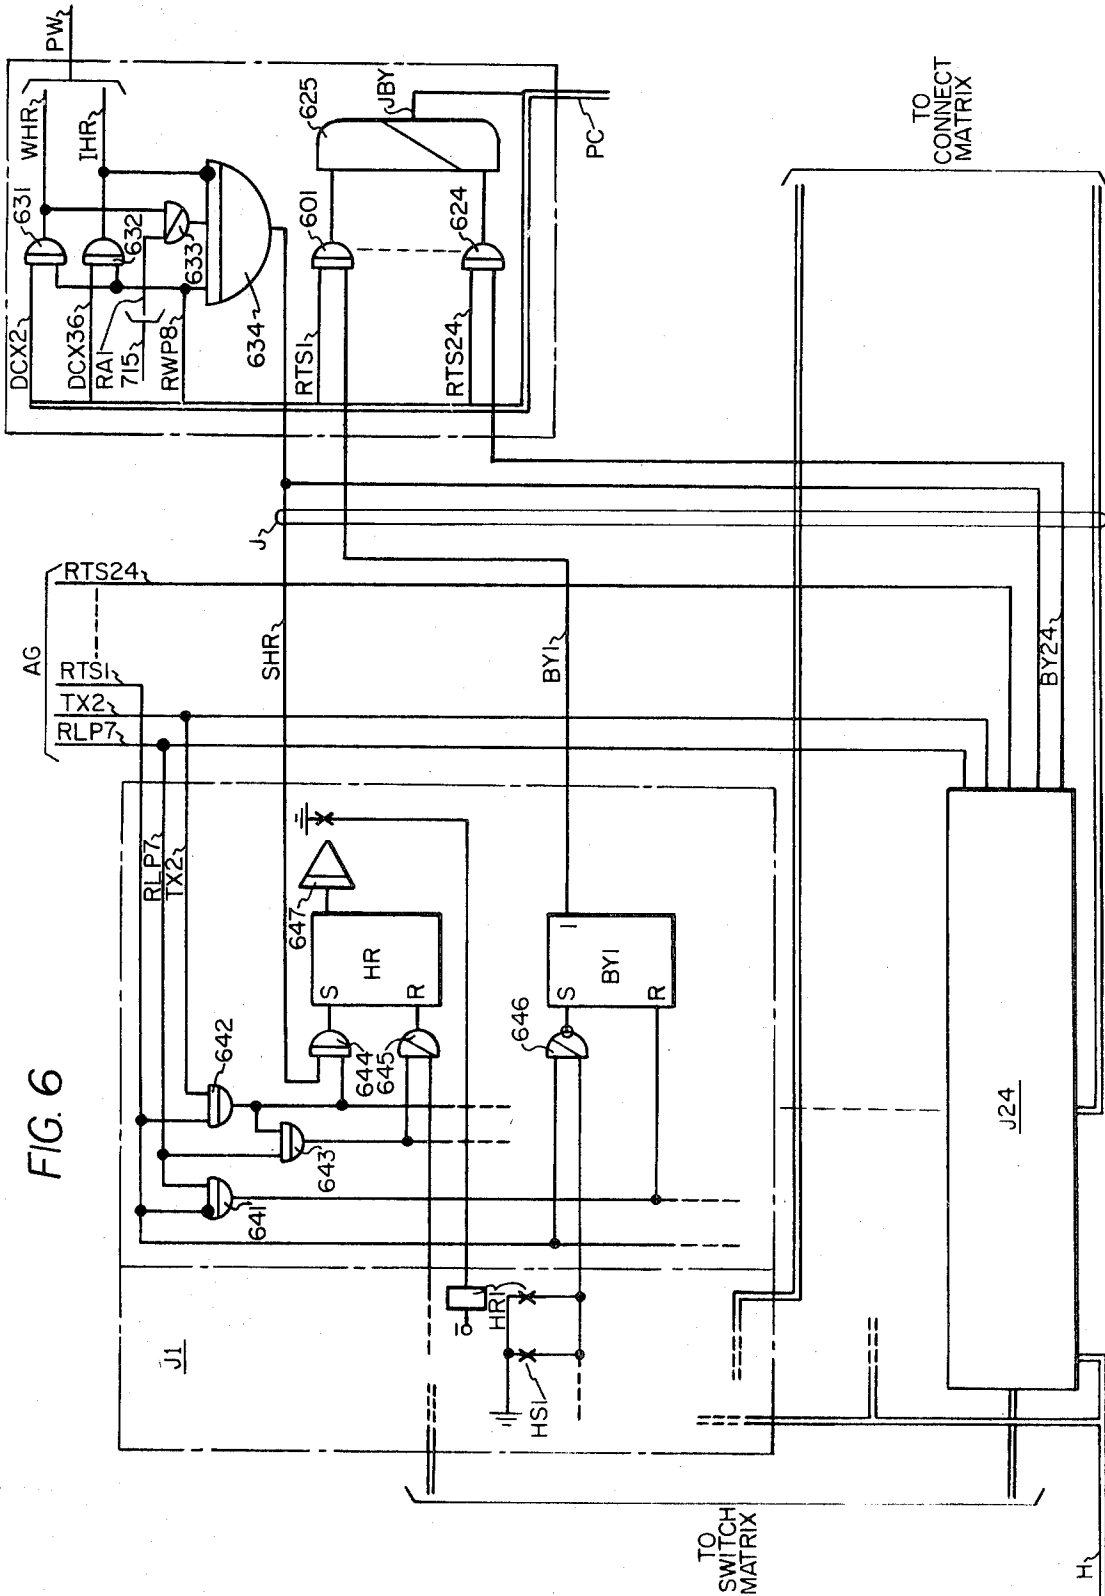 FIG. 6
PW
WHR
IHR
631
632
633
634
DCX2
DCX36
RA1
715
RWP8
625
JBY
601
624
RTS1
RTS24
PC
TO
CONNECT
MATRIX
AG
RTS24
RTS1
TX2
RLP7
J
SHR
BY1
BY24
RLP7
TX2
642
643
641
644
645
646
647
S
HR
R
S
1
BY1
R
J1
HR1
HS1
J24
TO
SWITCH
MATRIX
H